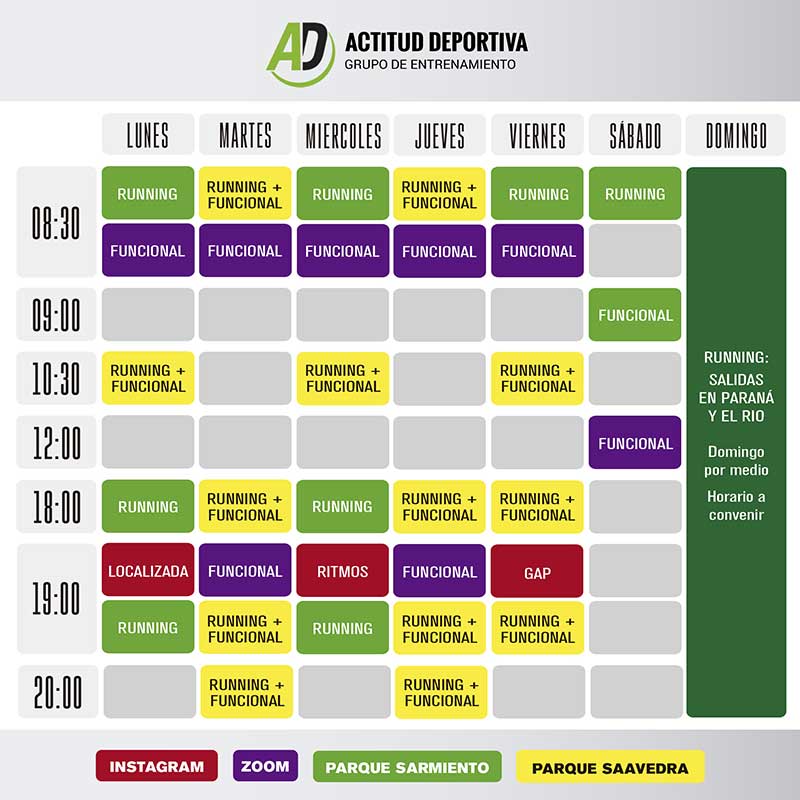 AD ACTITUD DEPORTIVA
GRUPO DE ENTRENAMIENTO
LUNES MARTES MIERCOLES JUEVES VIERNES SÁBADO DOMINGO
08:30
RUNNING
RUNNING +
FUNCIONAL
RUNNING
RUNNING +
FUNCIONAL
RUNNING
RUNNING
FUNCIONAL FUNCIONAL FUNCIONAL FUNCIONAL FUNCIONAL
09:00
FUNCIONAL
10:30
RUNNING +
FUNCIONAL
RUNNING +
FUNCIONAL
RUNNING +
FUNCIONAL
12:00
FUNCIONAL
18:00
RUNNING
RUNNING +
FUNCIONAL
RUNNING
RUNNING +
FUNCIONAL
RUNNING +
FUNCIONAL
19:00
LOCALIZADA FUNCIONAL RITMOS FUNCIONAL GAP
RUNNING
RUNNING +
FUNCIONAL
RUNNING
RUNNING +
FUNCIONAL
RUNNING +
FUNCIONAL
20:00
RUNNING +
FUNCIONAL
RUNNING +
FUNCIONAL
RUNNING:
SALIDAS
EN PARANÁ
Y EL RIO
Domingo
por medio
Horario a
convenir
INSTAGRAM ZOOM PARQUE SARMIENTO PARQUE SAAVEDRA